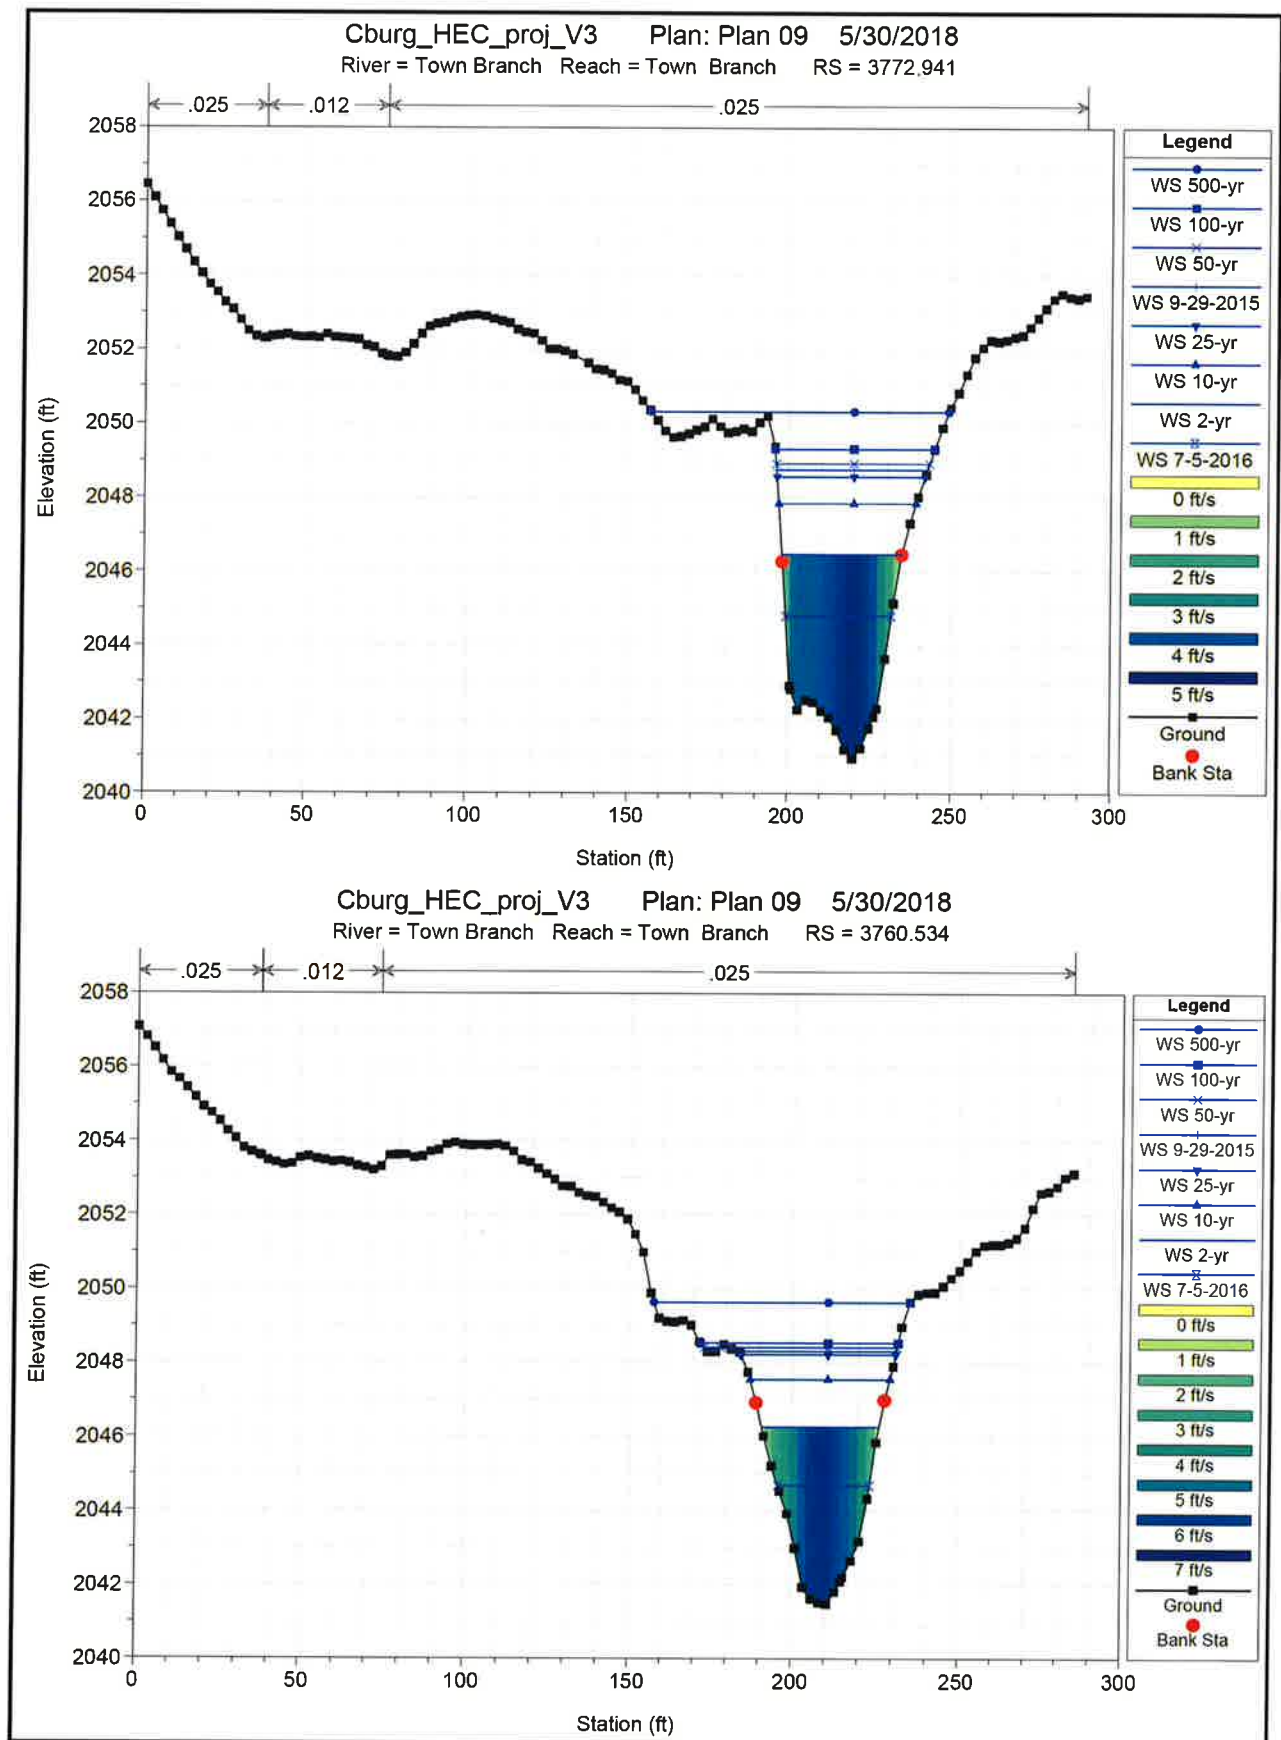 Cburg_HEC_proj_V3 Plan: Plan 09 5/30/2018
River = Town Branch Reach = Town Branch RS = 3772.941
.025 .012 .025
2058
2056
2054
2052
2050
2048
2046
2044
2042
2040
Elevation (ft)
0 50 100 150 200 250 300
Station (ft)
Legend
WS 500-yr
WS 100-yr
WS 50-yr
WS 9-29-2015
WS 25-yr
WS 10-yr
WS 2-yr
WS 7-5-2016
0 ft/s
1 ft/s
2 ft/s
3 ft/s
4 ft/s
5 ft/s
Ground
Bank Sta
Cburg_HEC_proj_V3 Plan: Plan 09 5/30/2018
River = Town Branch Reach = Town Branch RS = 3760.534
.025 .012 .025
2058
2056
2054
2052
2050
2048
2046
2044
2042
2040
Elevation (ft)
0 50 100 150 200 250 300
Station (ft)
Legend
WS 500-yr
WS 100-yr
WS 50-yr
WS 9-29-2015
WS 25-yr
WS 10-yr
WS 2-yr
WS 7-5-2016
0 ft/s
1 ft/s
2 ft/s
3 ft/s
4 ft/s
5 ft/s
6 ft/s
7 ft/s
Ground
Bank Sta